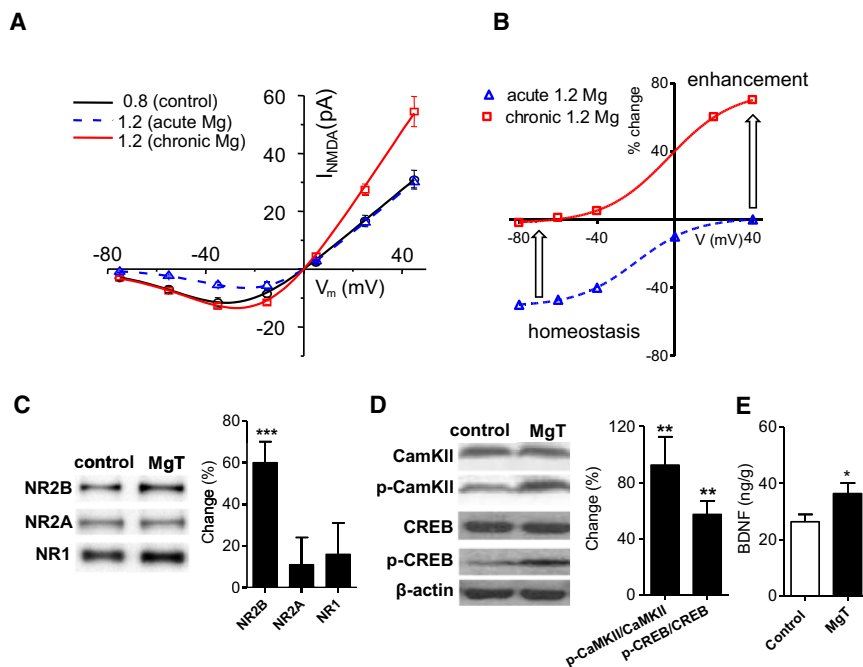 A
0.8 (control)
1.2 (acute Mg)
1.2 (chronic Mg)
I NMDA (pA)
60
40
20
-20
-80
-40
40
Vm (mV)
B
acute 1.2 Mg
chronic 1.2 Mg
enhancement
% change
80
40
-40
-80
-80
-40
V (mV)
40
homeostasis
C
control MgT
NR2B
NR2A
NR1
Change (%)
80
60
40
20
0
***
NR2B
NR2A
NR1
D
control MgT
CamKII
p-CamKII
CREB
p-CREB
β-actin
Change (%)
120
80
40
0
**
**
p-CaMKII/CaMKII
p-CREB/CREB
E
BDNF (ng/g)
60
40
20
0
*
Control
MgT